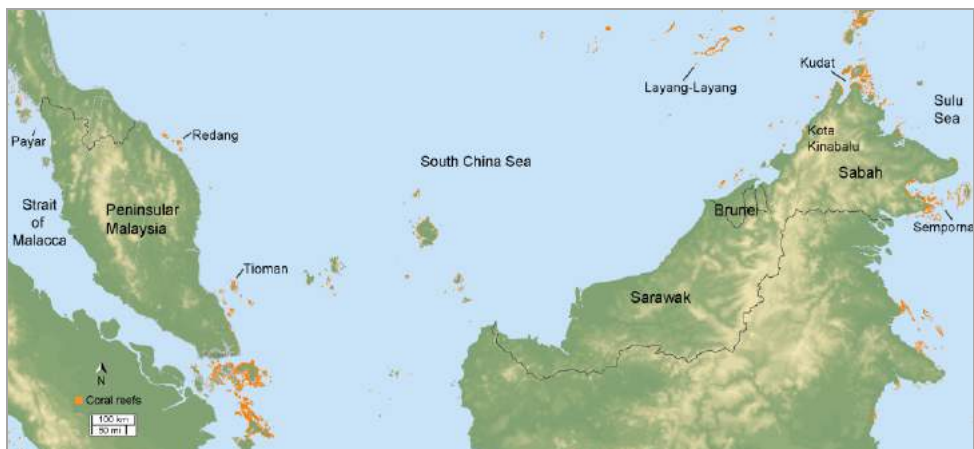 Kudat
Layang-Layang
Sulu
Sea
Payar
Redang
Kota
Kinabalu
South China Sea
Sabah
Strait
of
Malacca
Peninsular
Malaysia
Brunei
Semporna
Tioman
Sarawak
N
Coral reefs
100 km
50 mi